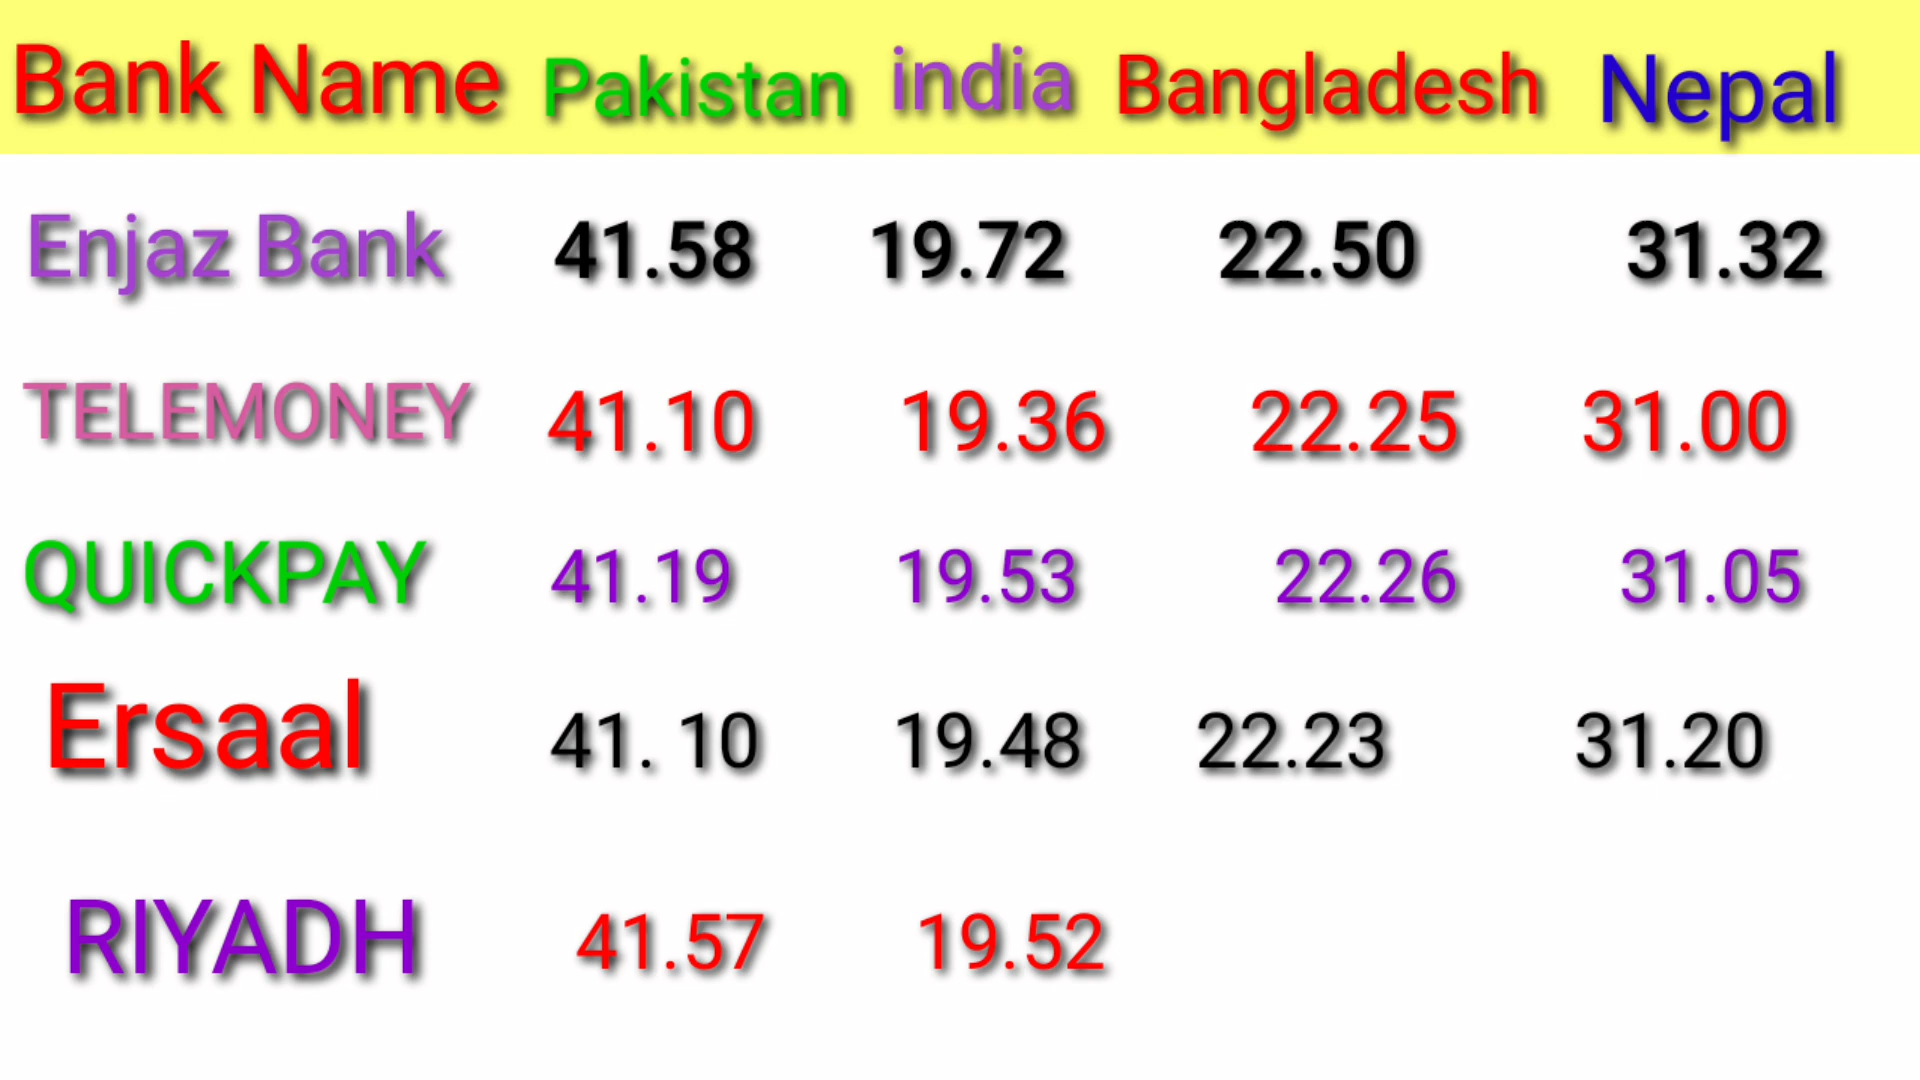 Bank Name Pakistan india Bangladesh Nepal
Enjaz Bank 41.58 19.72 22.50 31.32
TELEMONEY 41.10 19.36 22.25 31.00
QUICKPAY 41.19 19.53 22.26 31.05
Ersaal 41. 10 19.48 22.23 31.20
RIYADH 41.57 19.52